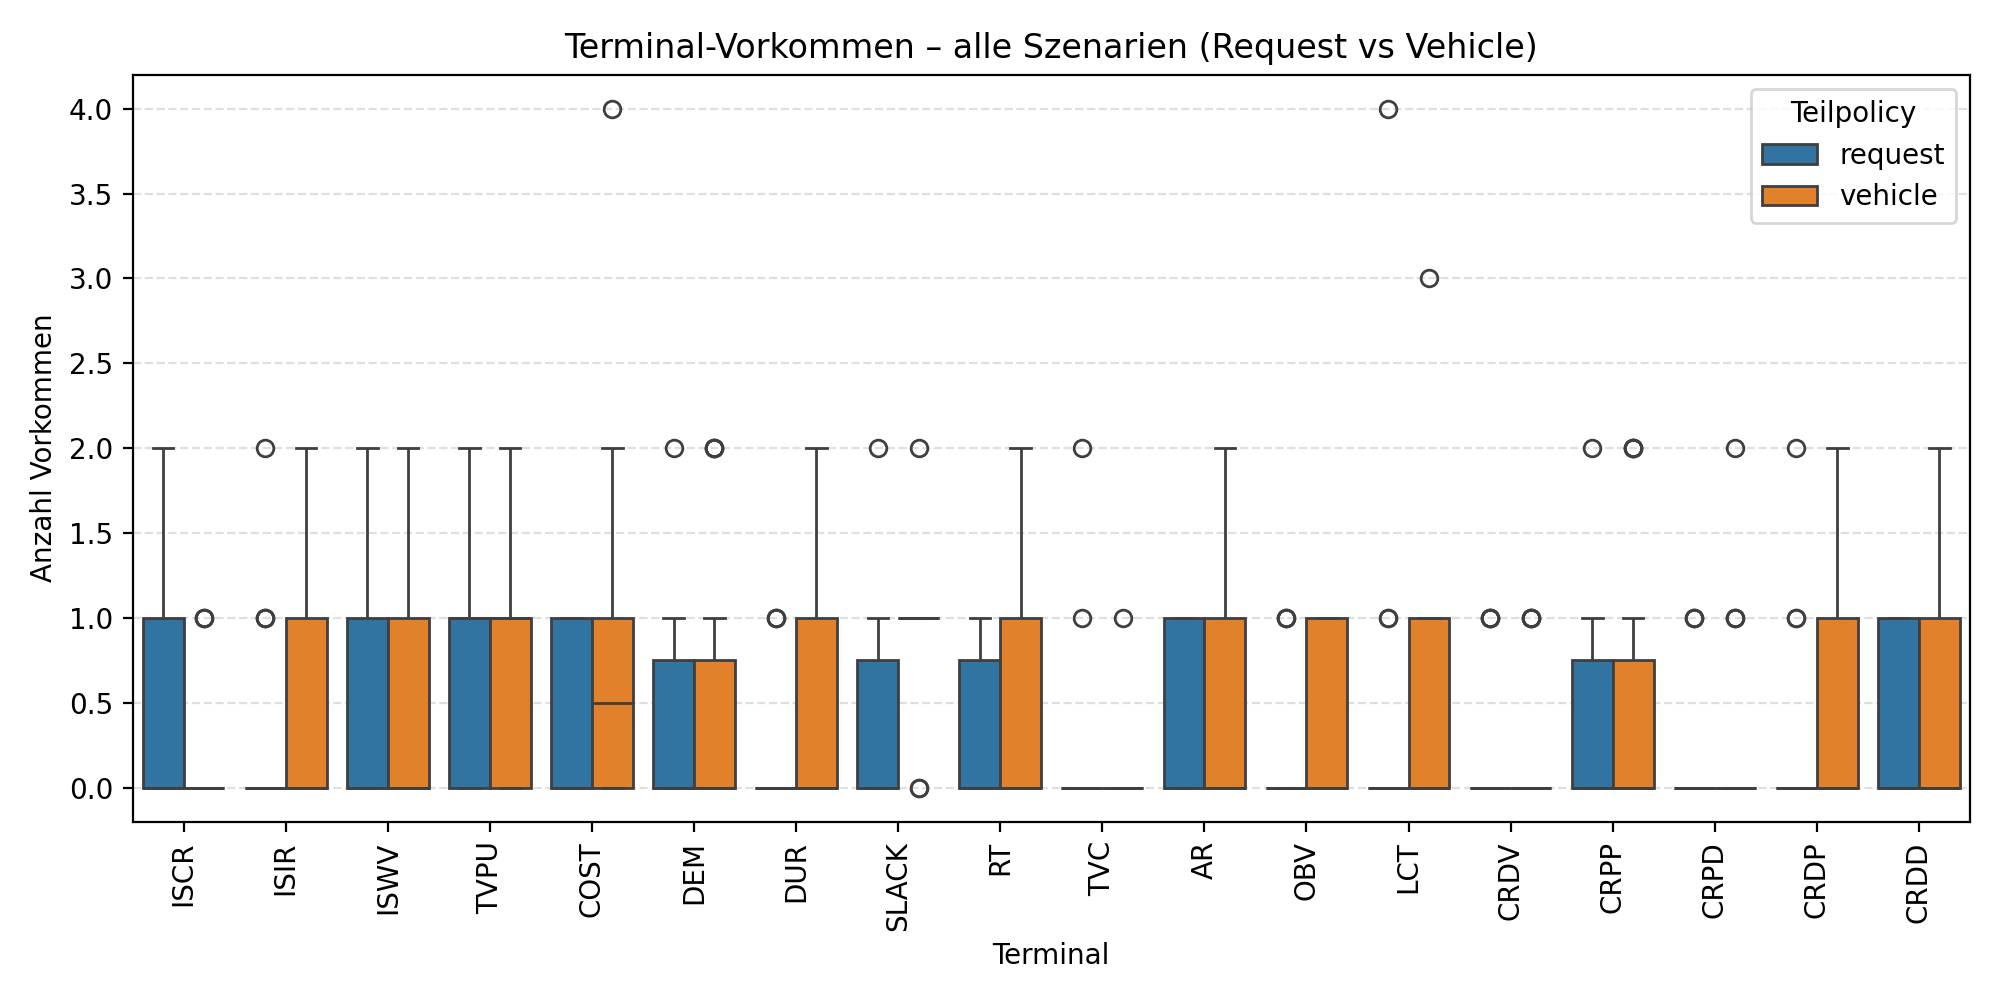 Terminal-Vorkommen – alle Szenarien (Request vs Vehicle)
Teilpolicy
request
vehicle
Anzahl Vorkommen
4.0
3.5
3.0
2.5
2.0
1.5
1.0
0.5
0.0
ISCR
ISIR
ISWV
TVPU
COST
DEM
DUR
SLACK
RT
TVC
AR
OBV
LCT
CRDV
CRPP
CRPD
CRDP
CRDD
Terminal